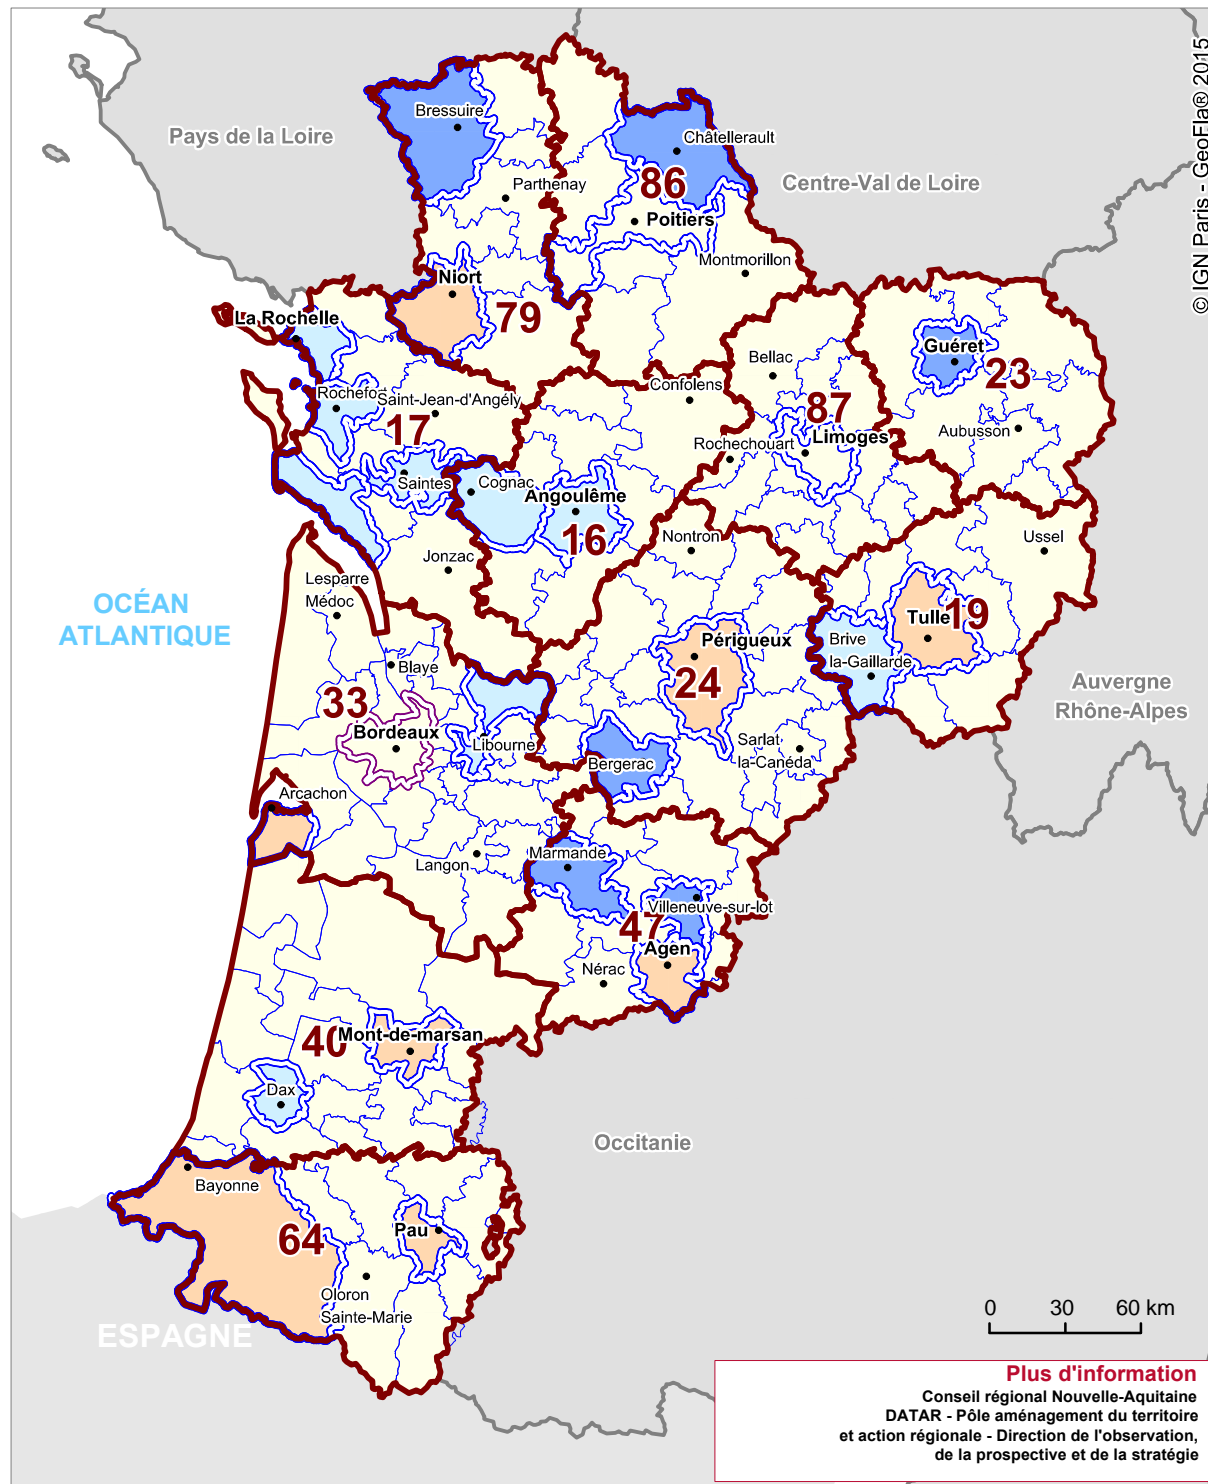 © IGN Paris - GeoFla® 2015
Pays de la Loire
Centre-Val de Loire
Bressuire
Châtellerault
86
Parthenay
Poitiers
Montmorillon
Niort
79
La Rochelle
Guéret
23
Bellac
Confolens
87
Rochefort
Saint-Jean-d'Angély
17
Limoges
Rochechouart
Aubusson
Saintes
Cognac
Angoulême
16
Nontron
Ussel
Jonzac
Lesparre
Médoc
OCÉAN
ATLANTIQUE
Tulle
19
Brive
la-Gaillarde
Périgueux
24
Blaye
33
Bordeaux
Libourne
Sarlat
la-Canéda
Bergerac
Auvergne
Rhône-Alpes
Arcachon
Langon
Marmande
Villeneuve-sur-lot
47
Agen
Nérac
40
Mont-de-marsan
Dax
Occitanie
Bayonne
64
Pau
Oloron
Sainte-Marie
ESPAGNE
0 30 60 km
Plus d'information
Conseil régional Nouvelle-Aquitaine
DATAR - Pôle aménagement du territoire
et action régionale - Direction de l'observation,
de la prospective et de la stratégie